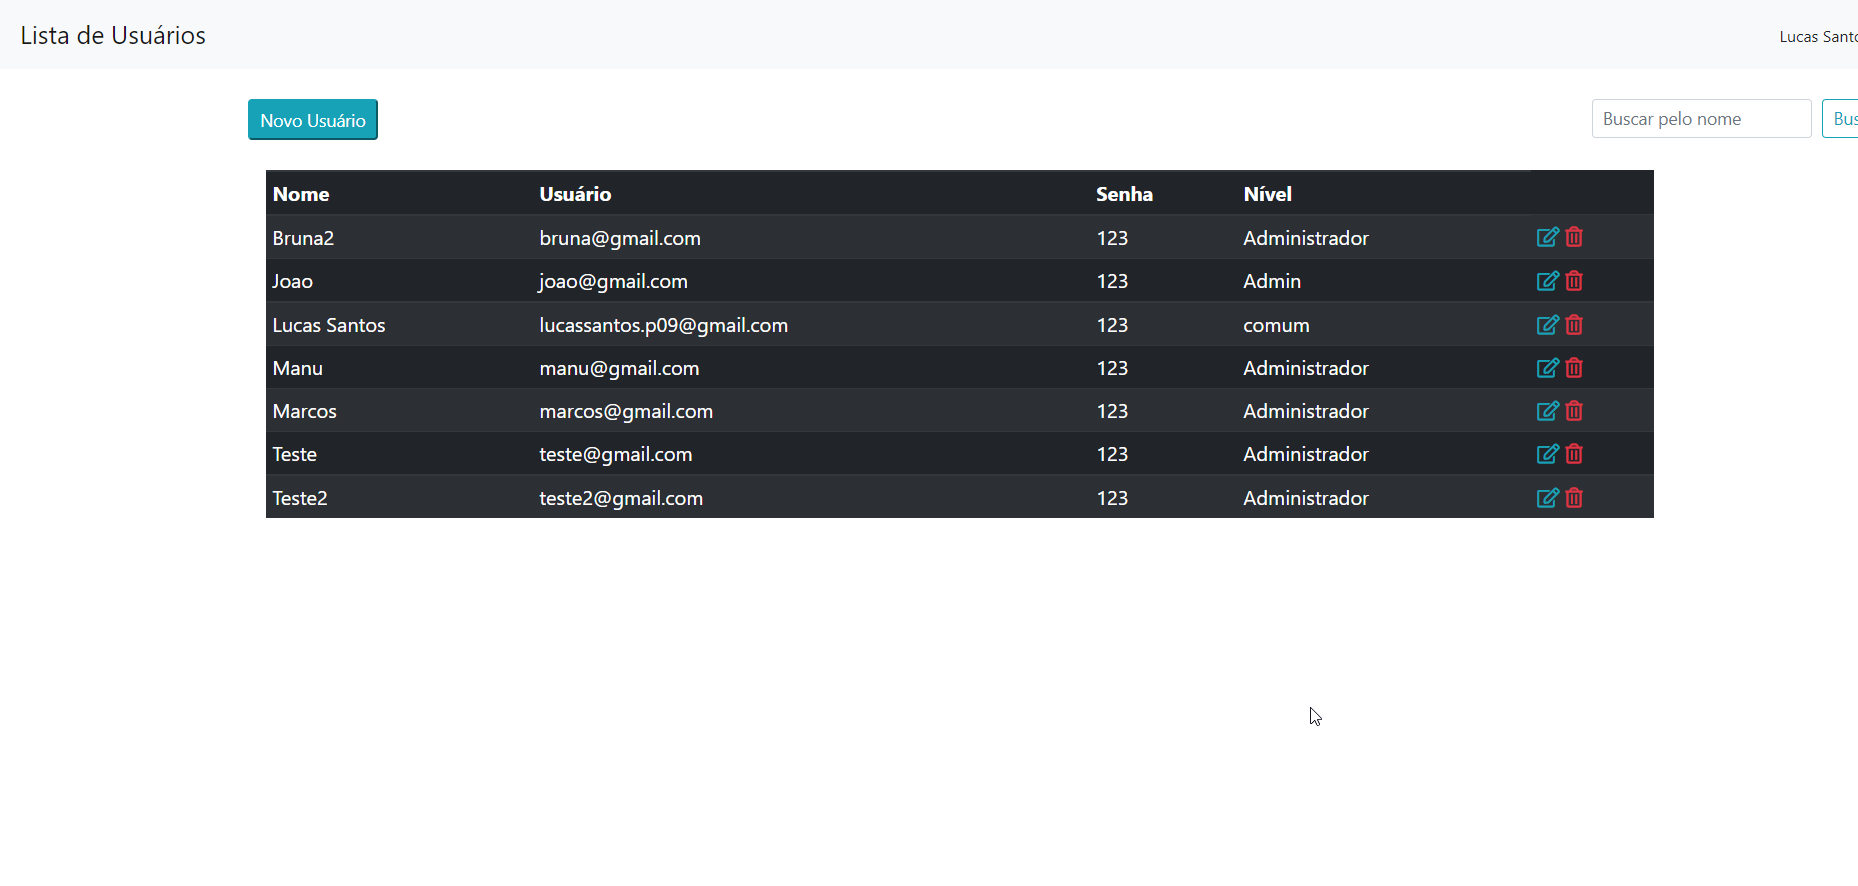 Lista de Usuários
Lucas
Novo Usuário
Buscar pelo nome
Nome Usuário Senha Nível
Bruna2 bruna@gmail.com 123 Administrador
Joao joao@gmail.com 123 Admin
Lucas Santos lucassantos.p09@gmail.com 123 comum
Manu manu@gmail.com 123 Administrador
Marcos marcos@gmail.com 123 Administrador
Teste teste@gmail.com 123 Administrador
Teste2 teste2@gmail.com 123 Administrador